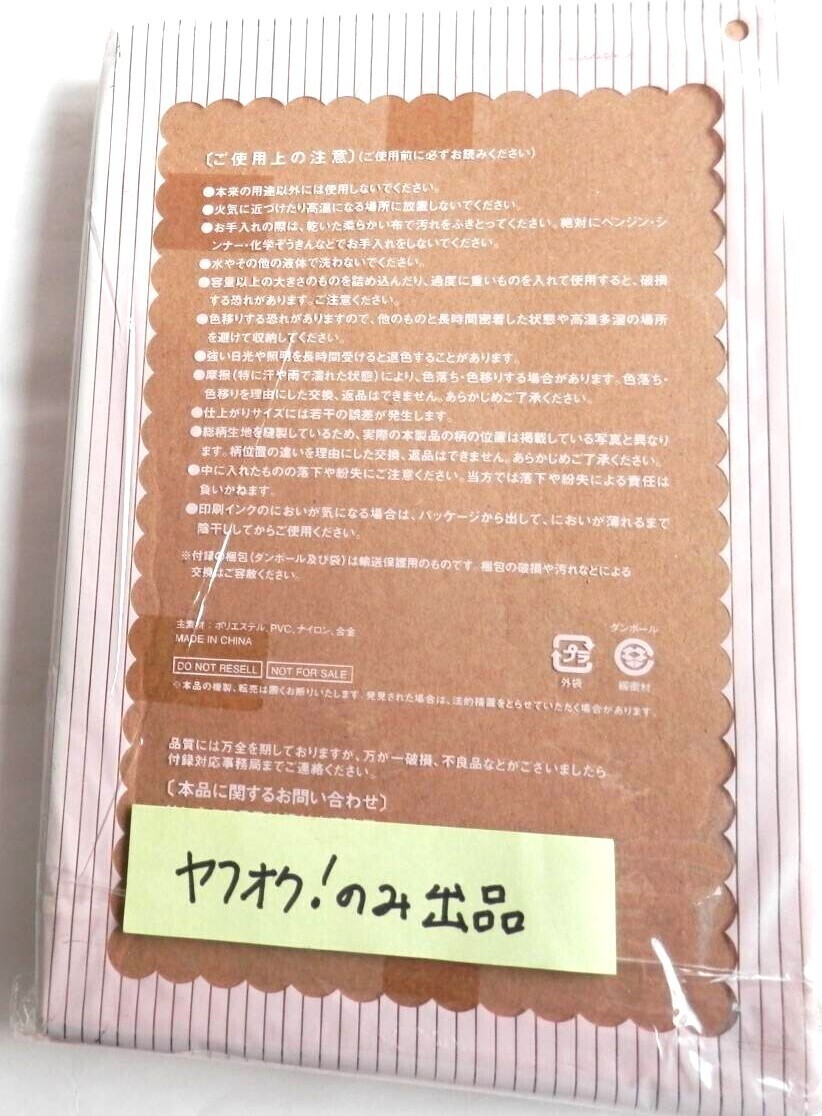 〔ご使用上の注意〕(ご使用前に必ずお読みください)
●本来の用途以外には使用しないでください。
●火気に近づけたり高温になる場所に放置しないでください。
●お手入れの際は、乾いた柔らかい布で汚れをふきとってください。絶対にベンジン・シ
ンナー・化学ぞうきんなどでお手入れをしないでください。
●水やその他の液体で洗わないでください。
●容量以上の大きさのものを詰め込んだり、過度に重いものを入れて使用すると、破損
する恐れがあります。ご注意ください。
●色移りする恐れがありますので、他のものと長時間密着した状態や高温多湿の場所
を避けて収納してください。
●強い日光や照明を長時間受けると退色することがあります。
●摩擦(特に汗や雨で濡れた状態)により、色落ち・色移りする場合があります。色落ち・
色移りを理由にした交換、返品はできません。あらかじめご了承ください。
●仕上がりサイズには若干の誤差が発生します。
●総柄生地を縫製しているため、実際の本製品の柄の位置は掲載している写真と異なり
ます。柄位置の違いを理由にした交換、返品はできません。あらかじめご了承ください。
●中に入れたものの落下や紛失にご注意ください。当方では落下や紛失による責任は
負いかねます。
●印刷インクのにおいが気になる場合は、パッケージから出して、においが薄れるまで
陰干ししてからご使用ください。
※付録の梱包(ダンボール及び袋)は輸送保護用のものです。梱包の破損や汚れなどによる
交換はご容赦ください。
主素材:ポリエステル、PVC、ナイロン、合金
MADE IN CHINA
ダンボール
プラ
外袋
緩衝材
DO NOT RESELL NOT FOR SALE
※本品の複製、転売は固くお断りいたします。発見された場合は、法的措置をとらせていただく場合があります。
品質には万全を期しておりますが、万が一破損、不良品などがございましたら
付録対応事務局までご連絡ください。
〔本品に関するお問い合わせ〕
ヤフオク!のみ出品